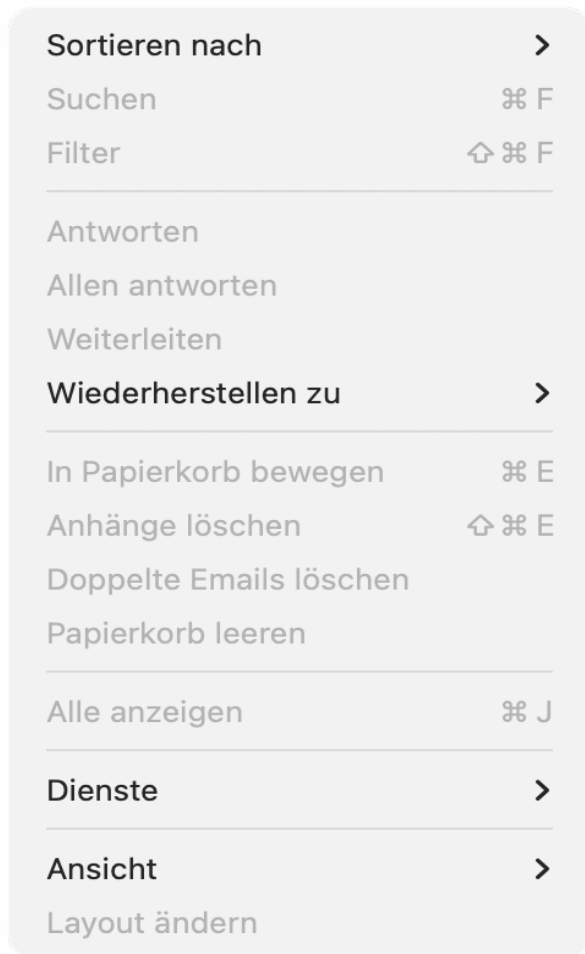 Sortieren nach
Suchen ⌘ F
Filter ⇧ ⌘ F
Antworten
Allen antworten
Weiterleiten
Wiederherstellen zu
In Papierkorb bewegen ⌘ E
Anhänge löschen ⇧ ⌘ E
Doppelte Emails löschen
Papierkorb leeren
Alle anzeigen ⌘ J
Dienste
Ansicht
Layout ändern